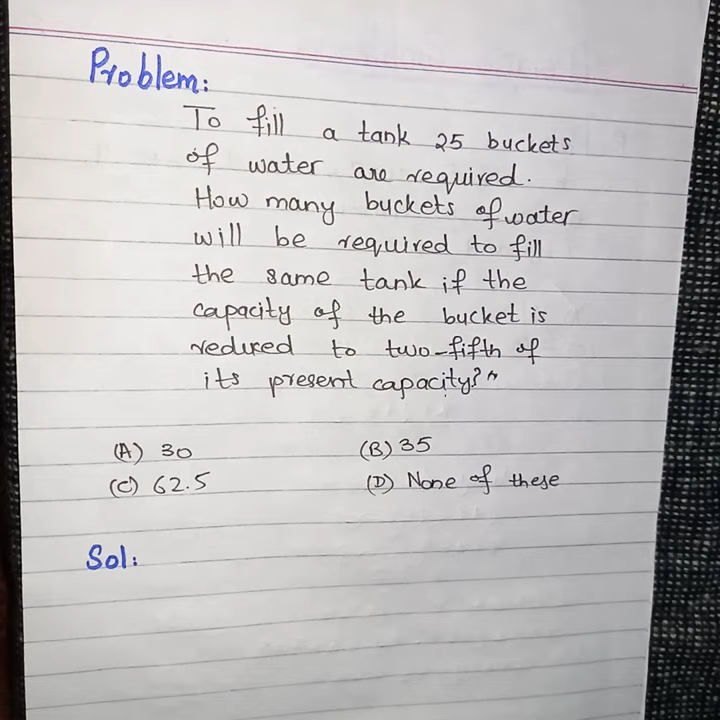 Problem:
To fill a tank 25 buckets
of water are required.
How many buckets of water
will be required to fill
the same tank if the
capacity of the bucket is
reduced to two-fifth of
its present capacity?"
(A) 30 (B) 35
(C) 62.5 (D) None of these
Sol: